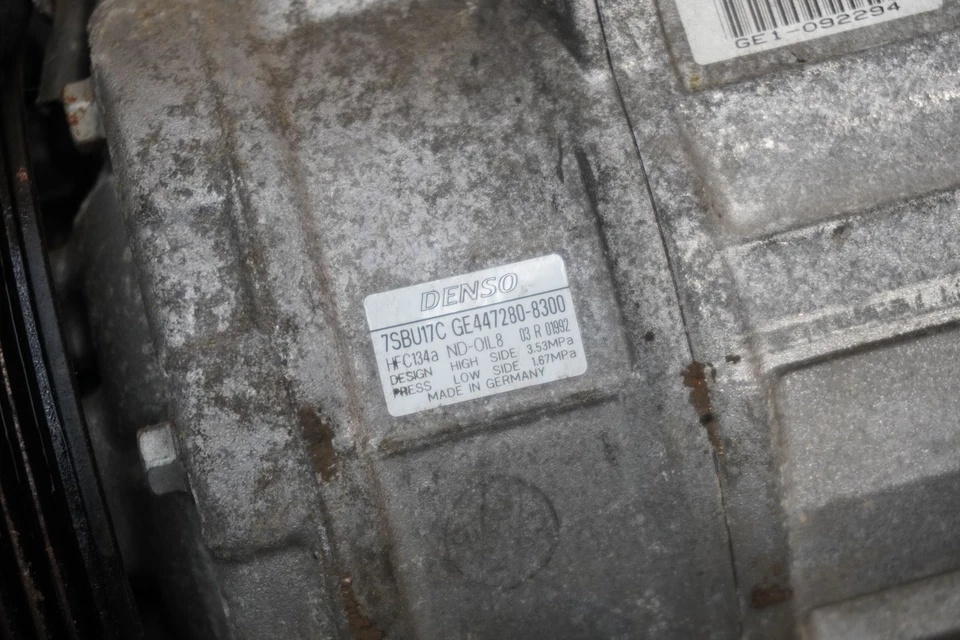 GE1-092294
DENSO
7SBU17C GE447280-8300
HFC134a ND-OIL8 03 R 01992
DESIGN HIGH SIDE 3.53MPa
PRESS LOW SIDE 1.67MPa
MADE IN GERMANY